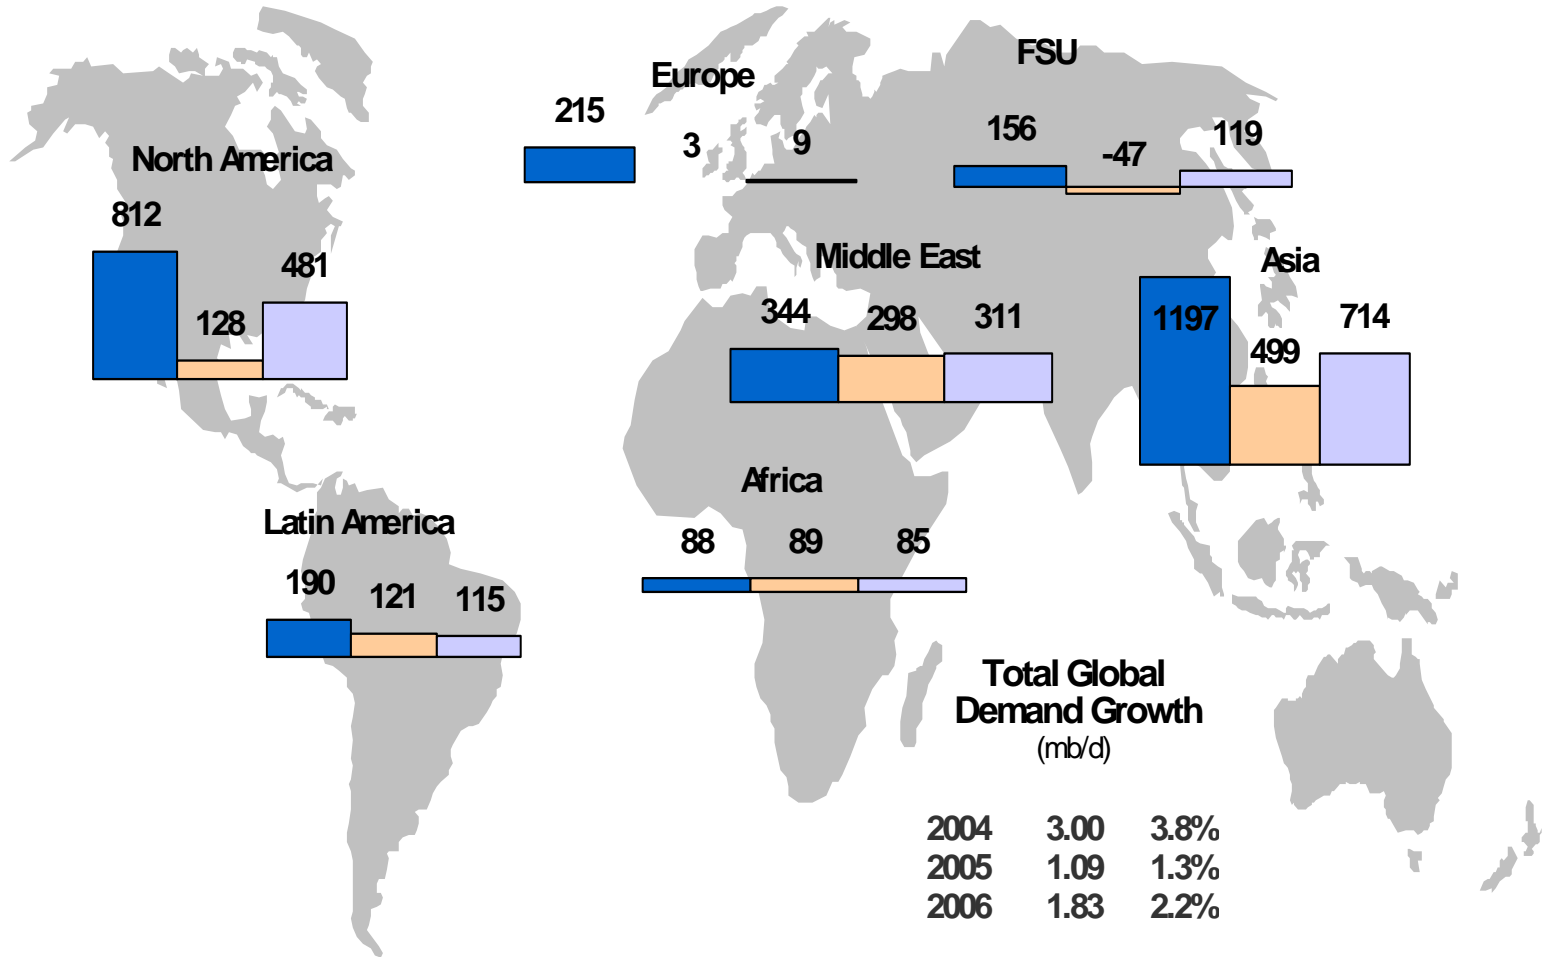 FSU
Europe
215
3
9
156
-47
119
North America
812
128
481
Middle East
344
298
311
Asia
1197
499
714
Africa
88
89
85
Latin America
190
121
115
Total Global
Demand Growth
(mb/d)
2004 3.00 3.8%
2005 1.09 1.3%
2006 1.83 2.2%